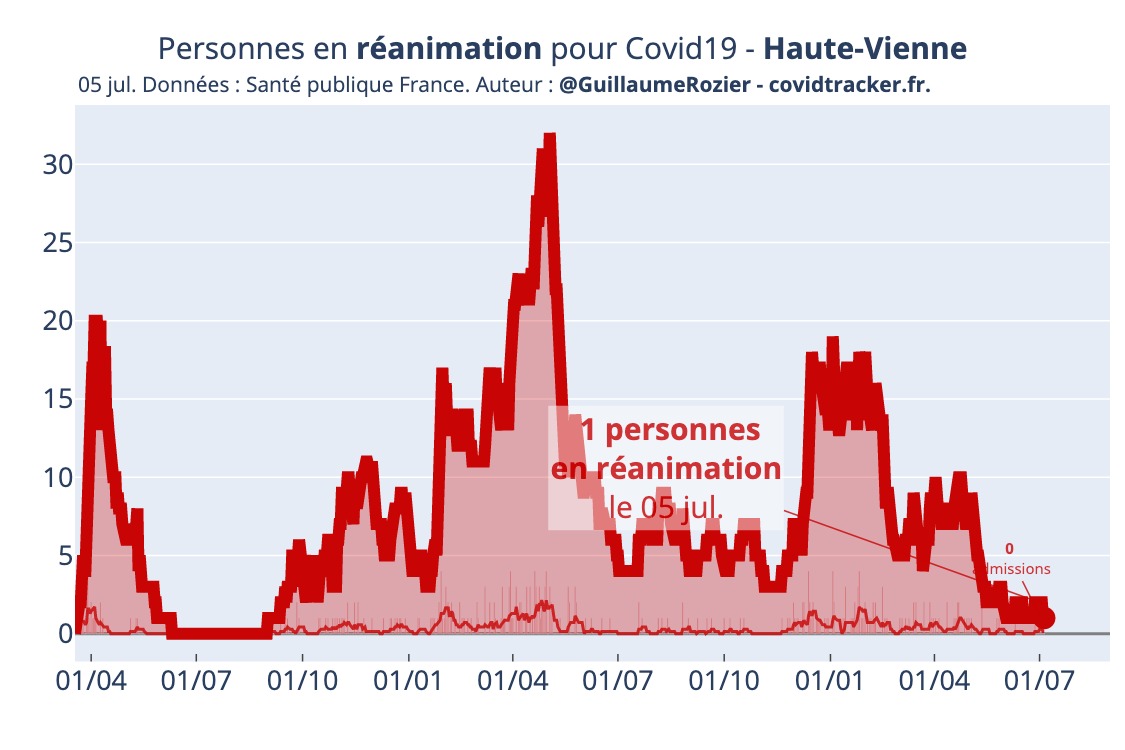 Personnes en réanimation pour Covid19 - Haute-Vienne
05 jul. Données : Santé publique France. Auteur : @GuillaumeRozier - covidtracker.fr.
30
25
20
15
10
5
0
1 personnes
en réanimation
le 05 jul.
0
admissions
01/04 01/07 01/10 01/01 01/04 01/07 01/10 01/01 01/04 01/07